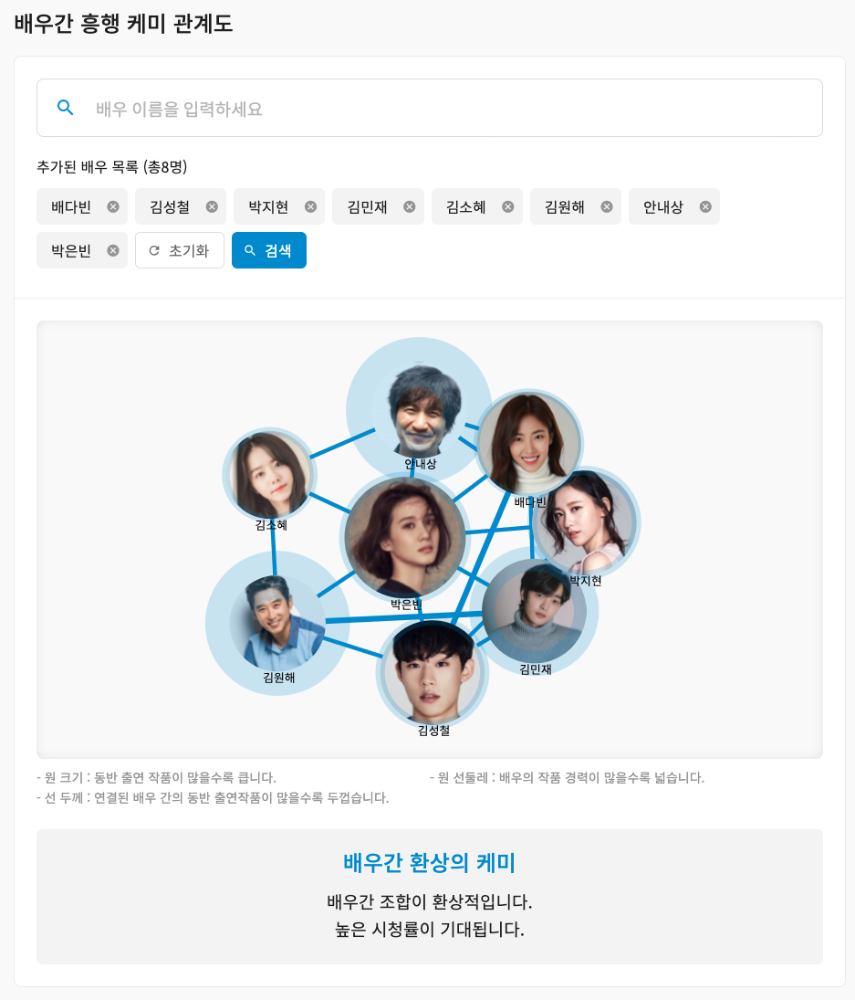 배우간 흥행 케미 관계도
배우 이름을 입력하세요
추가된 배우 목록 (총8명)
배다빈 김성철 박지현 김민재 김소혜 김원해 안내상
박은빈 초기화 검색
안내상
배다빈
김소혜
박지현
박은빈
김민재
김원해
김성철
- 원 크기 : 동반 출연 작품이 많을수록 큽니다. - 원 선둘레 : 배우의 작품 경력이 많을수록 넓습니다.
- 선 두께 : 연결된 배우 간의 동반 출연작품이 많을수록 두껍습니다.
배우간 환상의 케미
배우간 조합이 환상적입니다.
높은 시청률이 기대됩니다.